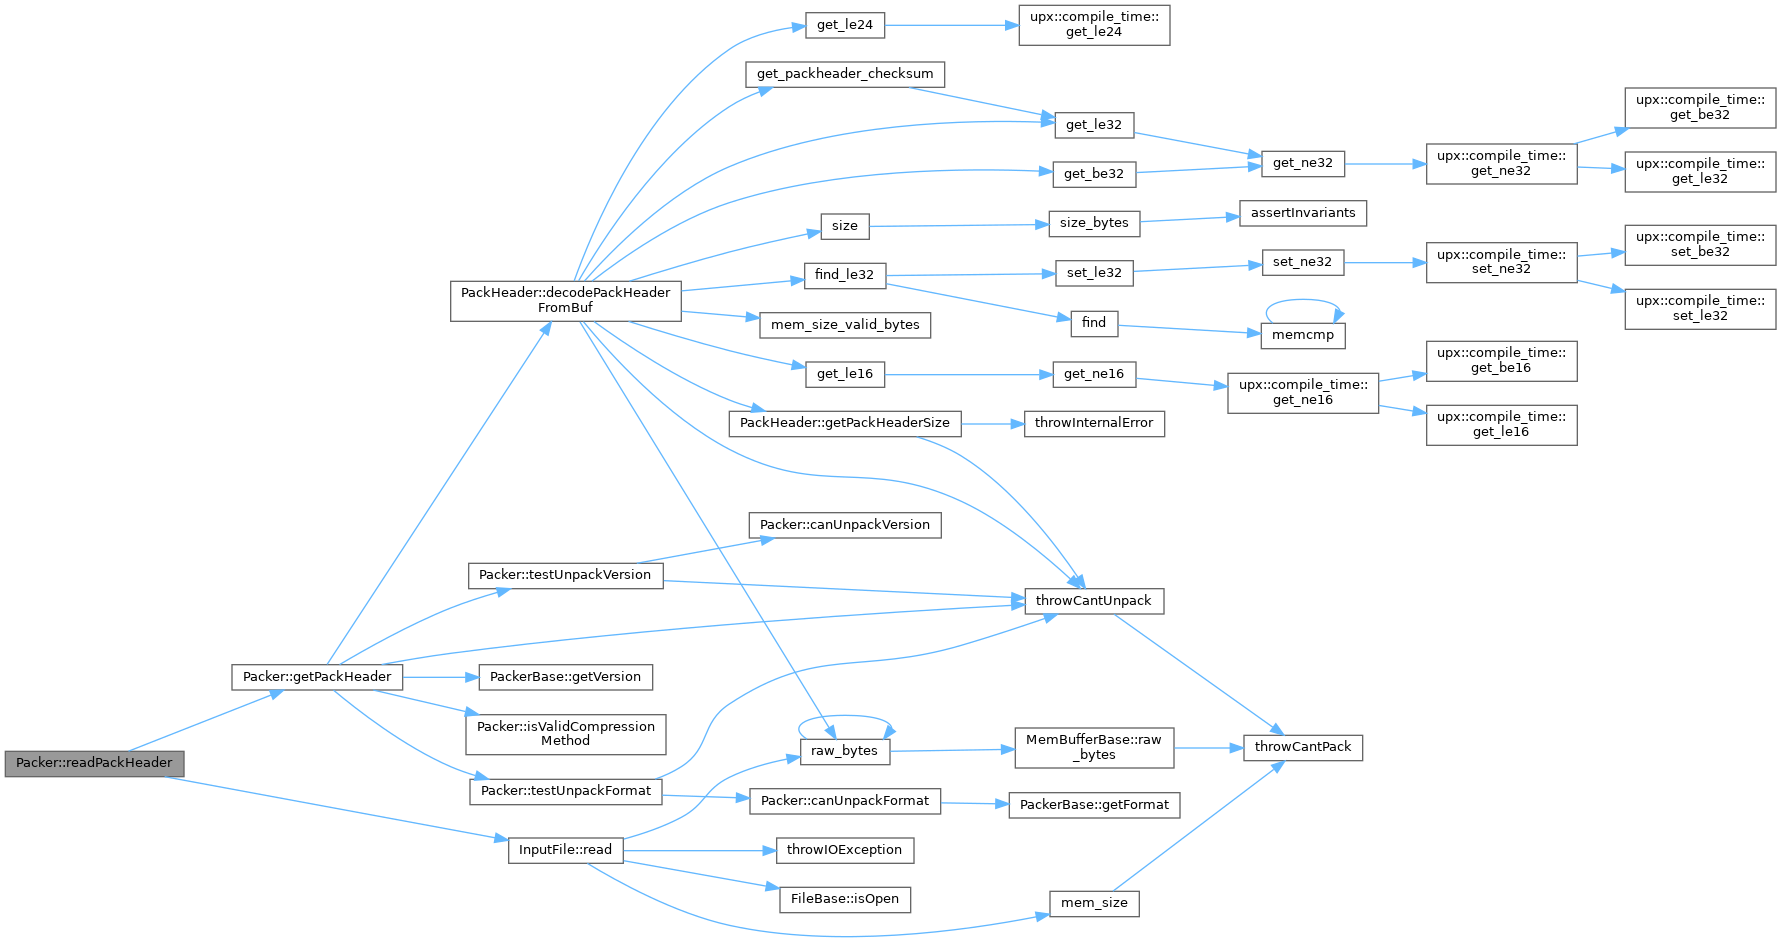 get_le24
upx::compile_time::
get_le24
get_packheader_checksum
upx::compile_time::
get_be32
get_le32
get_ne32
upx::compile_time::
get_ne32
upx::compile_time::
get_le32
get_be32
size
size_bytes
assertInvariants
upx::compile_time::
set_be32
find_le32
set_le32
set_ne32
upx::compile_time::
set_ne32
PackHeader::decodePackHeader
FromBuf
upx::compile_time::
set_le32
mem_size_valid_bytes
find
memcmp
upx::compile_time::
get_be16
get_le16
get_ne16
upx::compile_time::
get_ne16
PackHeader::getPackHeaderSize
throwInternalError
upx::compile_time::
get_le16
Packer::canUnpackVersion
Packer::testUnpackVersion
throwCantUnpack
Packer::getPackHeader
PackerBase::getVersion
Packer::isValidCompression
Method
Packer::readPackHeader
raw_bytes
MemBufferBase::raw
_bytes
throwCantPack
Packer::testUnpackFormat
Packer::canUnpackFormat
PackerBase::getFormat
InputFile::read
throwIOException
FileBase::isOpen
mem_size